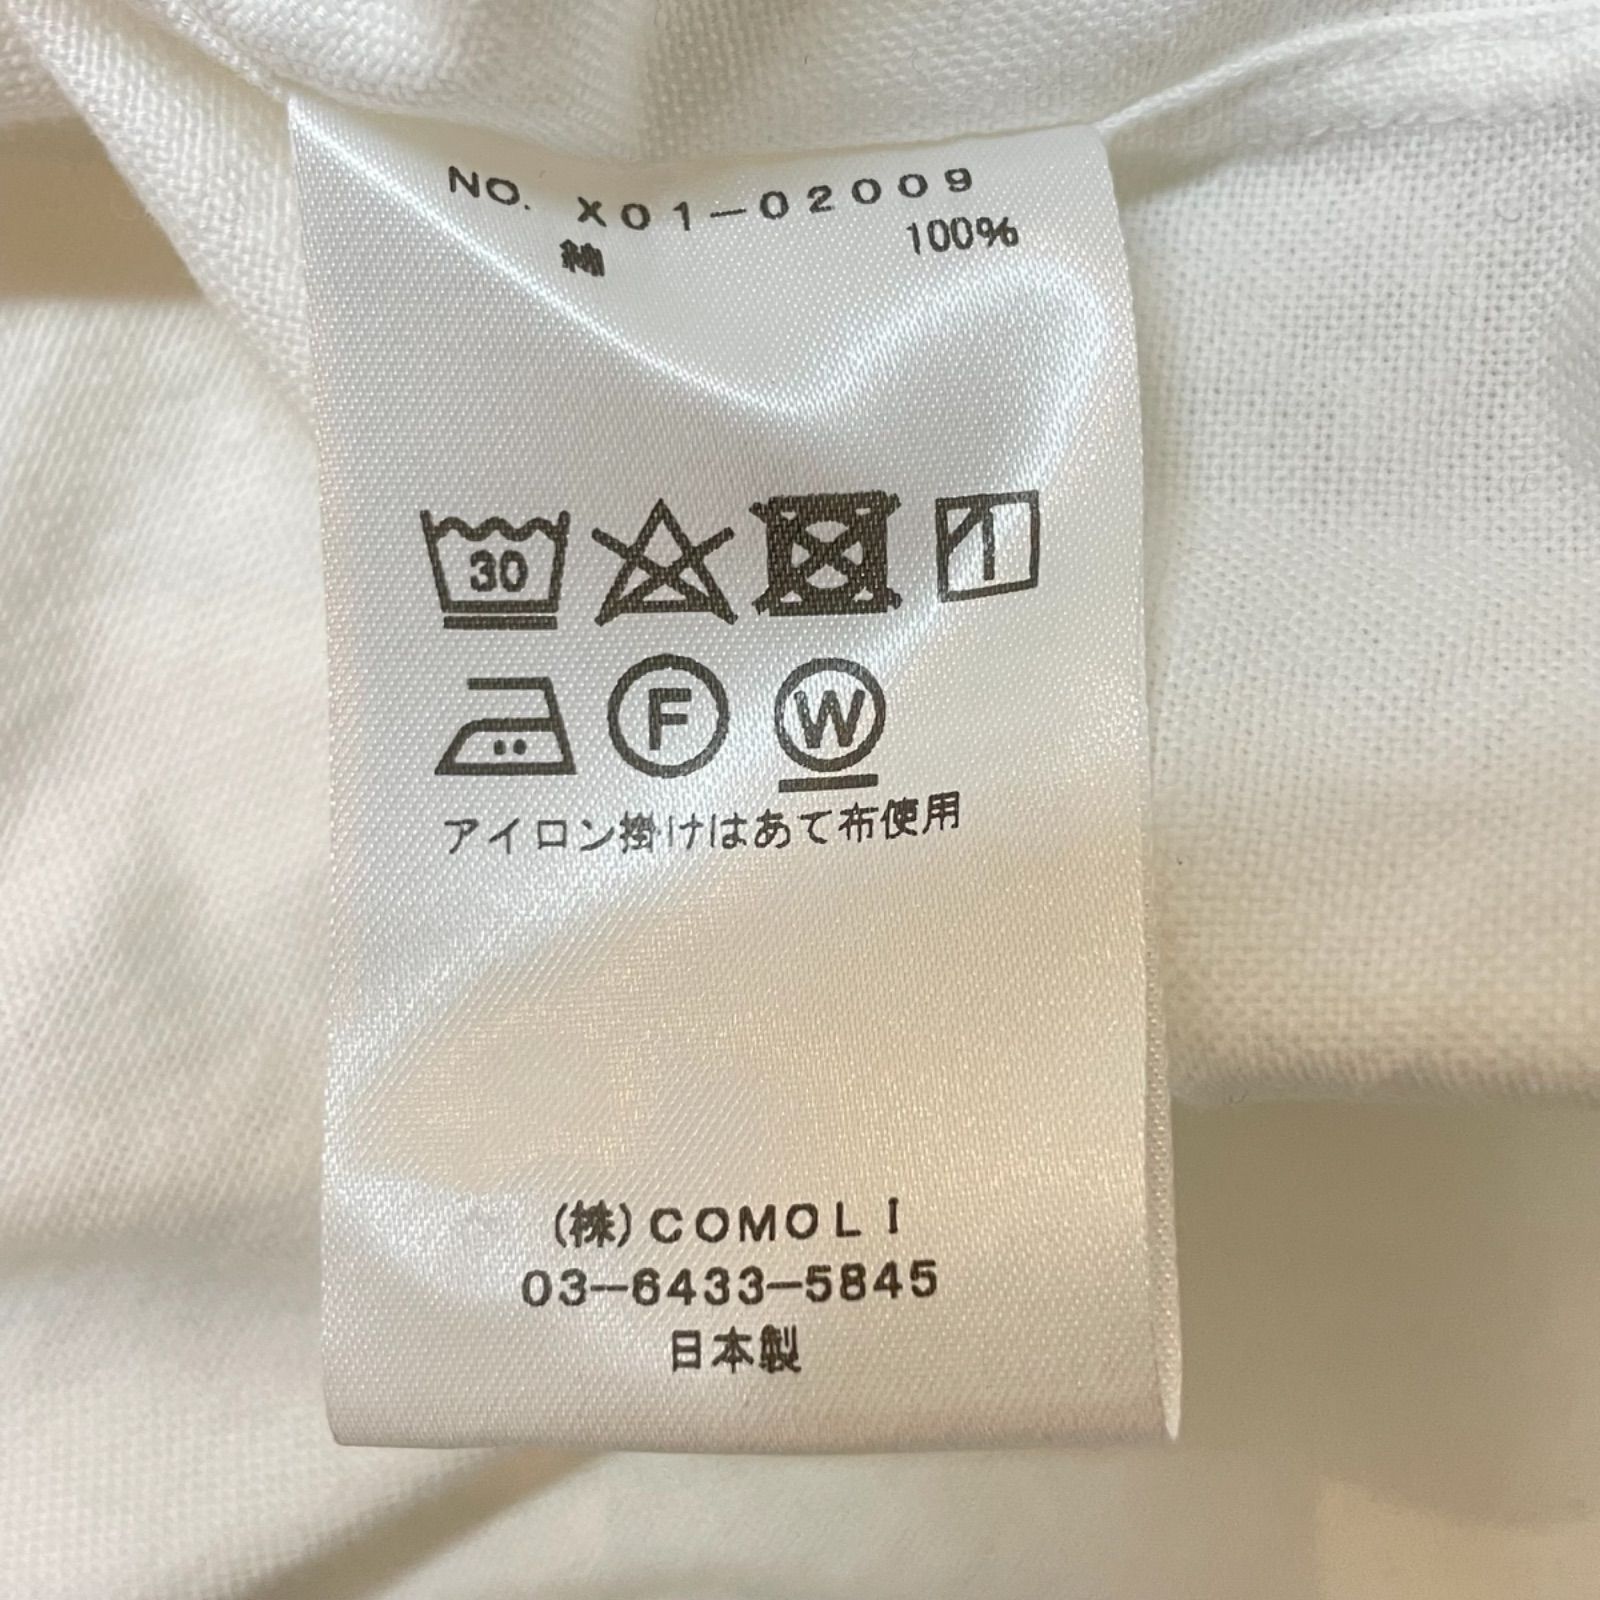 NO. X01-02009
綿 100%
30
F W
アイロン掛けはあて布使用
(株)COMOLI
03-6433-5845
日本製